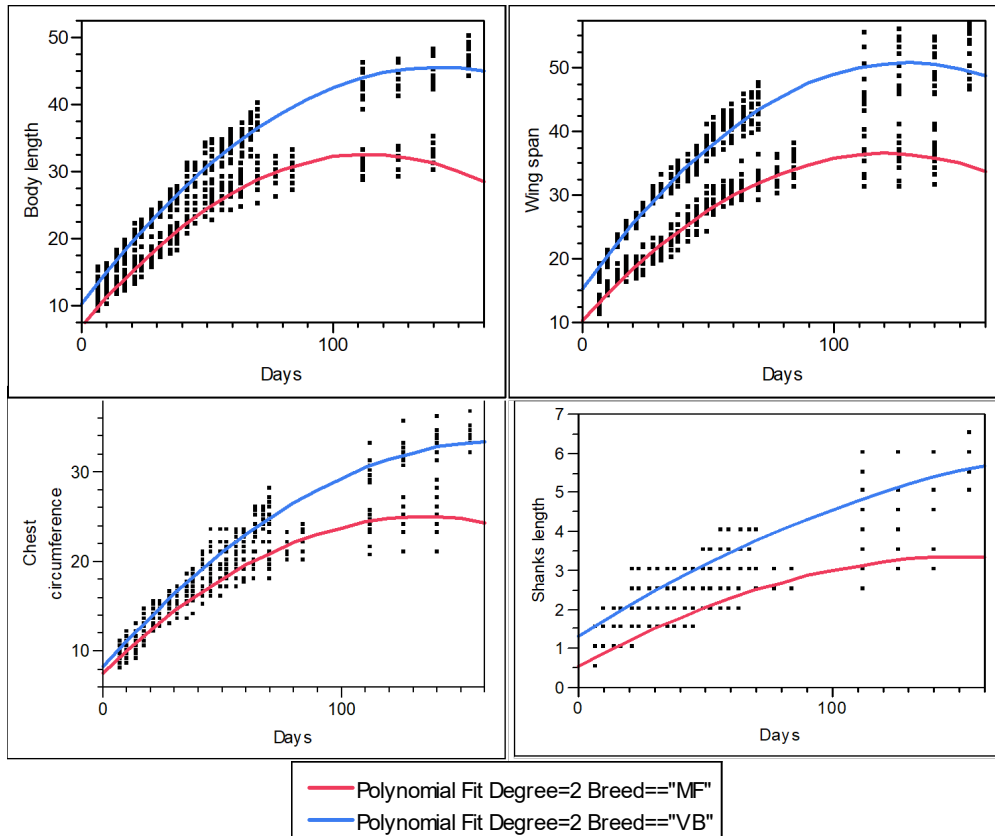 50
40
30
20
10
Body length
0
100
Days
50
40
30
20
10
Wing span
0
100
Days
30
20
10
Chest
circumference
0
100
Days
7
6
5
4
3
2
1
0
Shanks length
0
100
Days
Polynomial Fit Degree=2 Breed=="MF"
Polynomial Fit Degree=2 Breed=="VB"